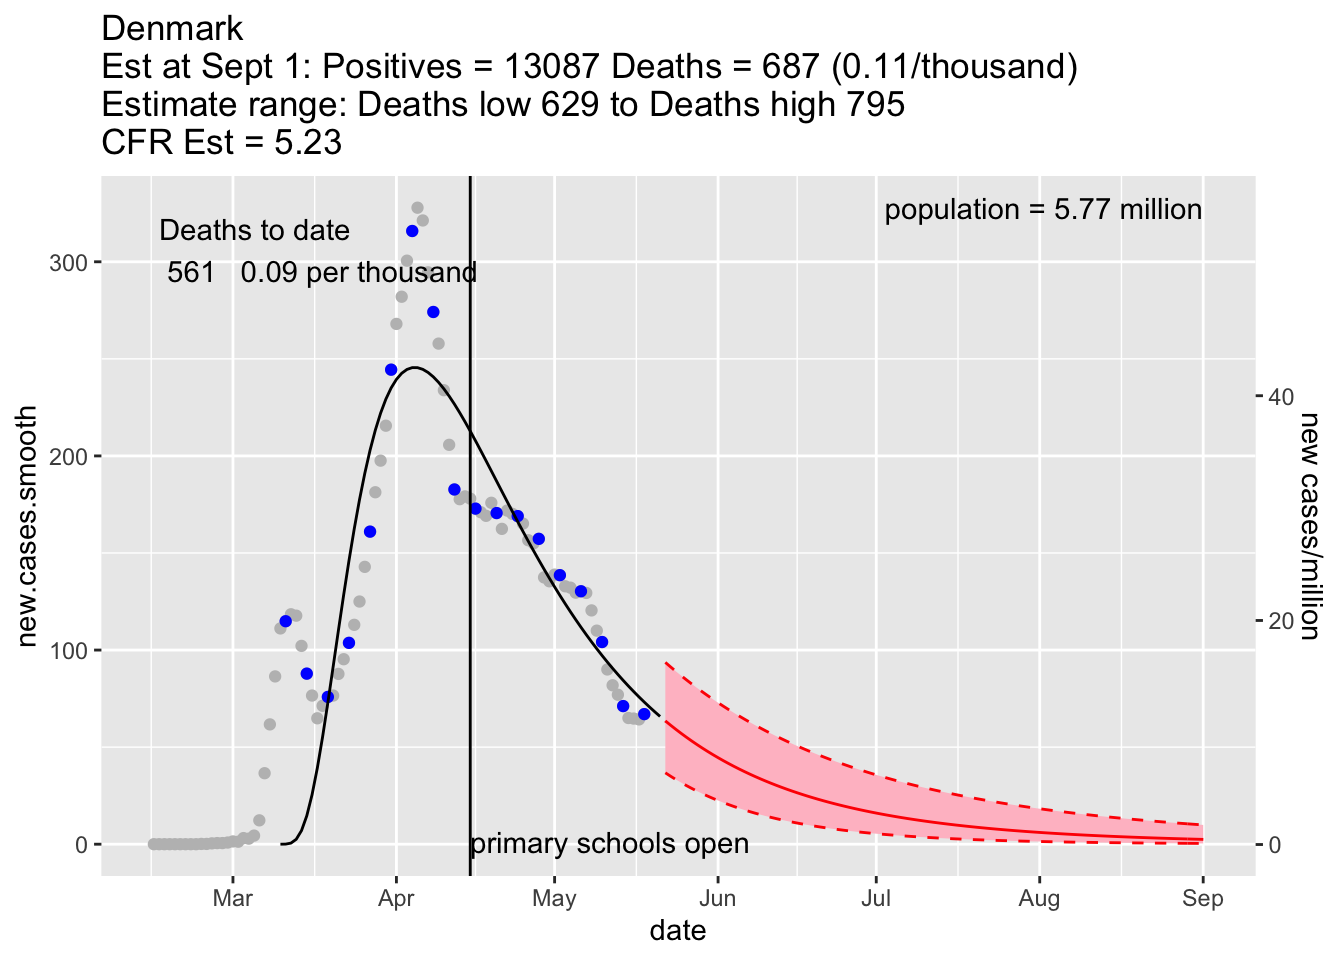 Denmark
Est at Sept 1: Positives = 13087 Deaths = 687 (0.11/thousand)
Estimate range: Deaths low 629 to Deaths high 795
CFR Est = 5.23
population = 5.77 million
Deaths to date
561 0.09 per thousand
300
200
100
0
new.cases.smooth
40
20
0
new cases/million
primary schools open
Mar Apr May Jun Jul Aug Sep
date